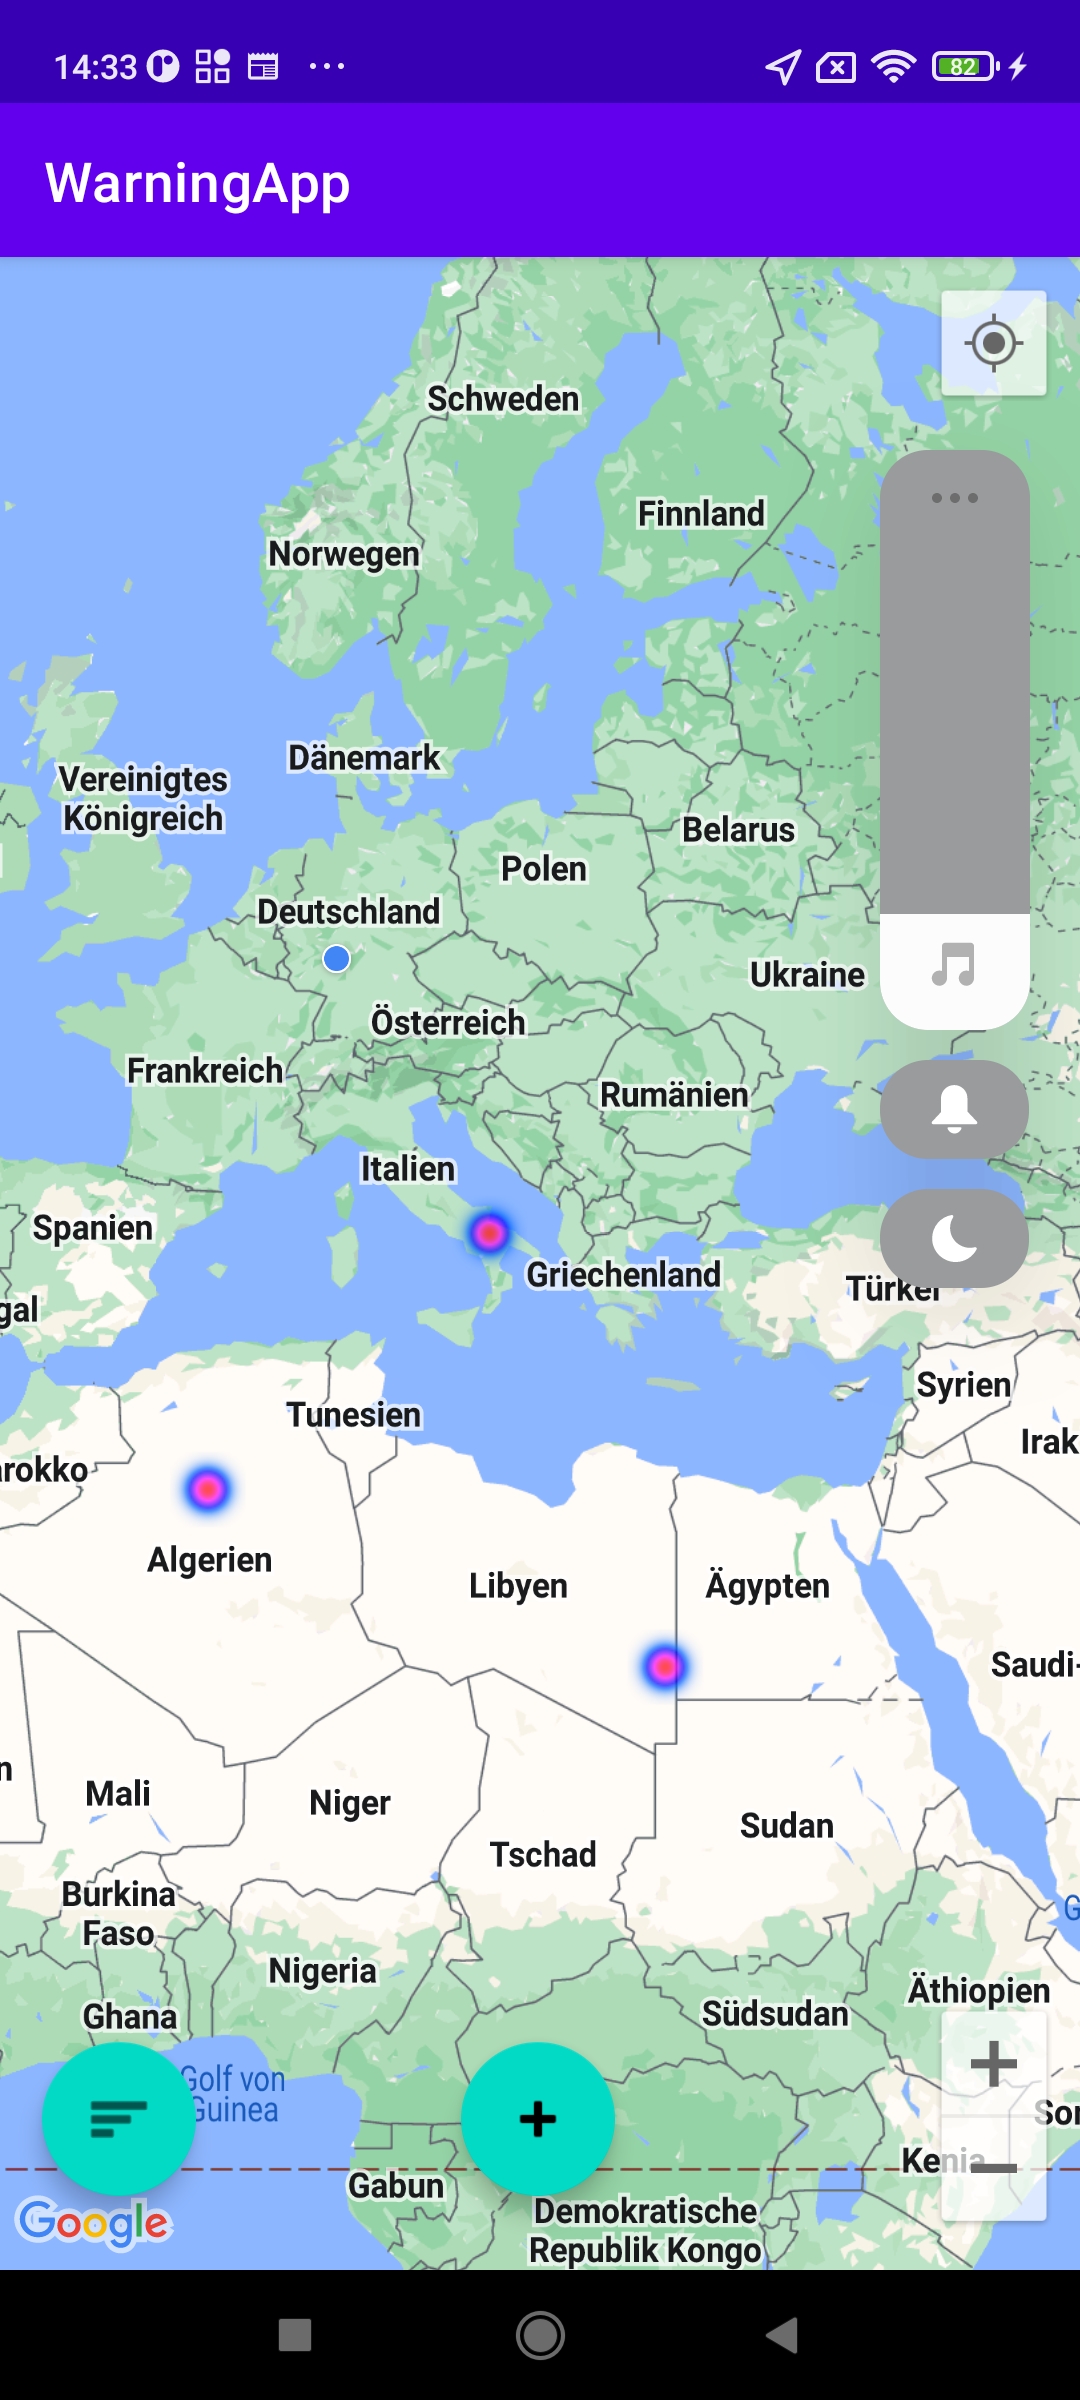 14:33
82
WarningApp
Schweden
Finnland
Norwegen
Dänemark
Vereinigtes
Königreich
Belarus
Polen
Deutschland
Ukraine
Österreich
Frankreich
Rumänien
Italien
Spanien
Griechenland
gal
Türkei
Syrien
Tunesien
Irak
arokko
Algerien
Libyen
Ägypten
Saudi-
n
Mali
Niger
Sudan
Tschad
Burkina
Faso
G
Nigeria
Äthiopien
Ghana
Südsudan
Golf von
Guinea
Sor
Kenia
Gabun
Demokratische
Republik Kongo
Google